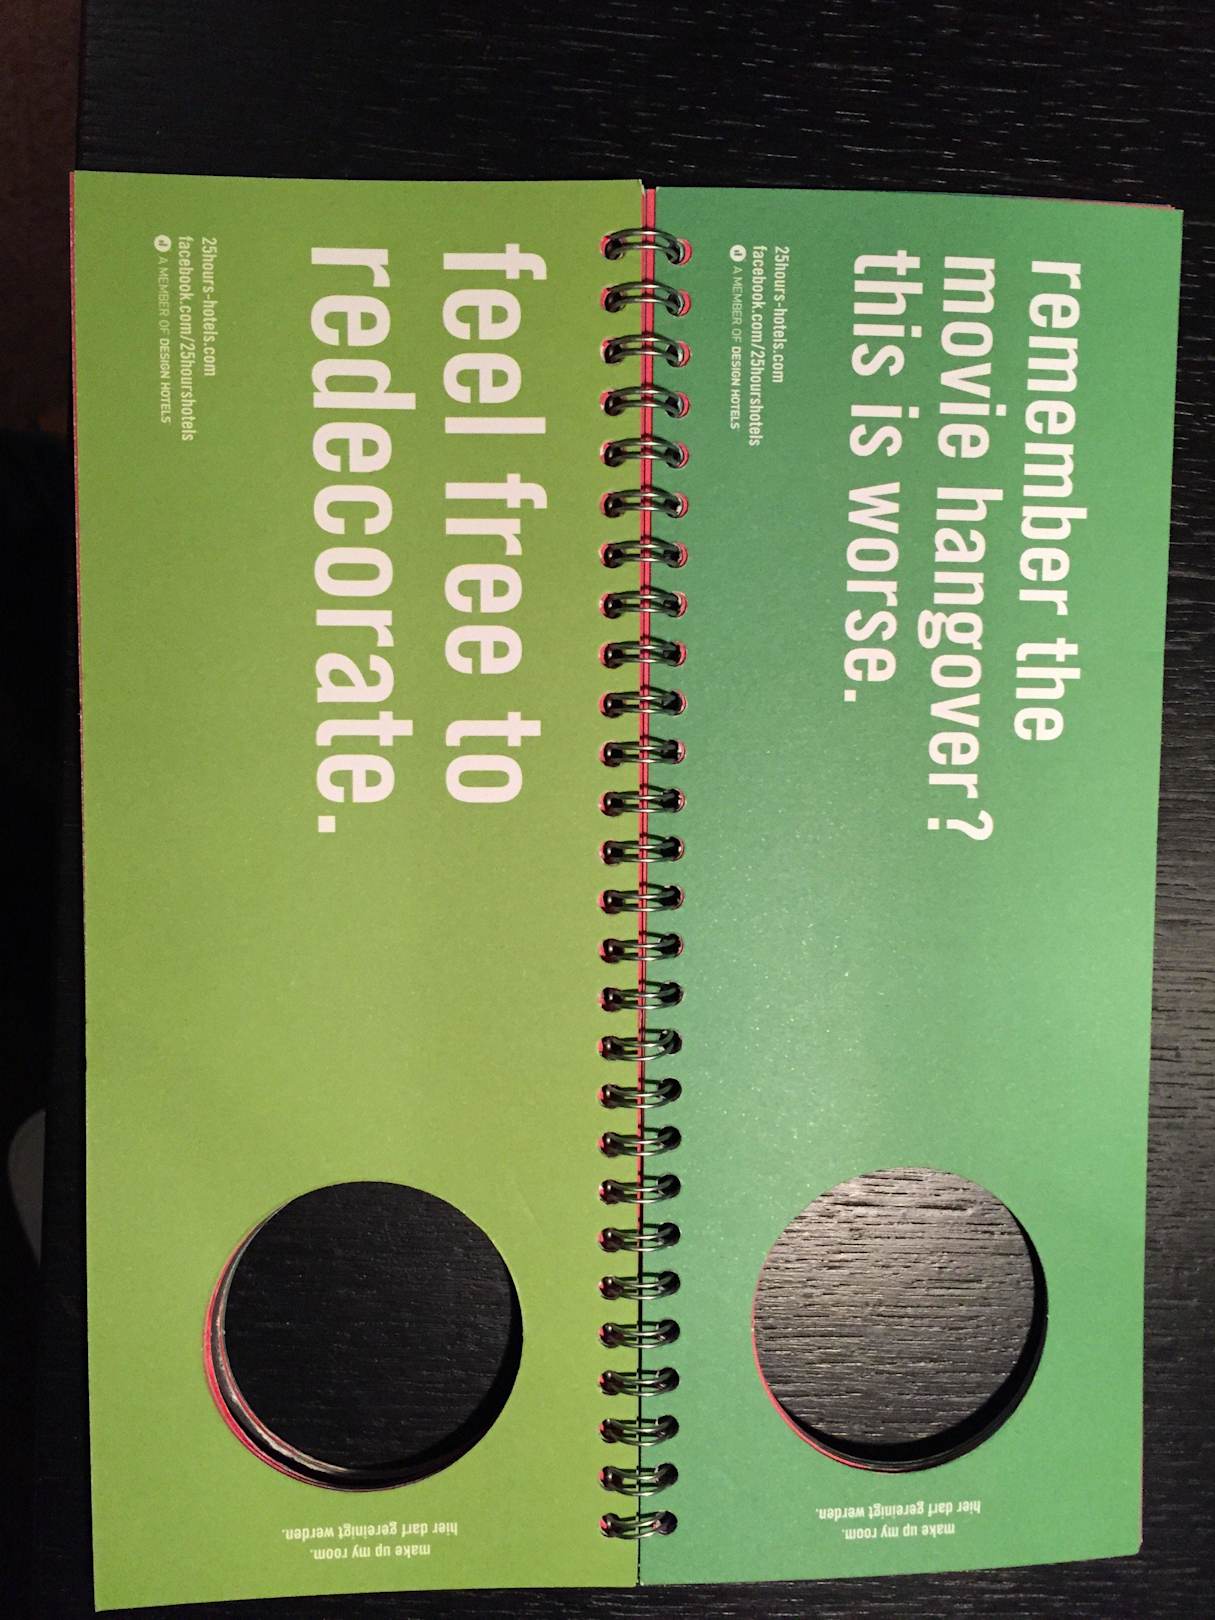 feel free to
redecorate.
25hours-hotels.com
facebook.com/25hourshotels
A MEMBER OF DESIGN HOTELS
make up my room.
hier darf gereinigt werden.
remember the
movie hangover?
this is worse.
25hours-hotels.com
facebook.com/25hourshotels
A MEMBER OF DESIGN HOTELS
make up my room.
hier darf gereinigt werden.